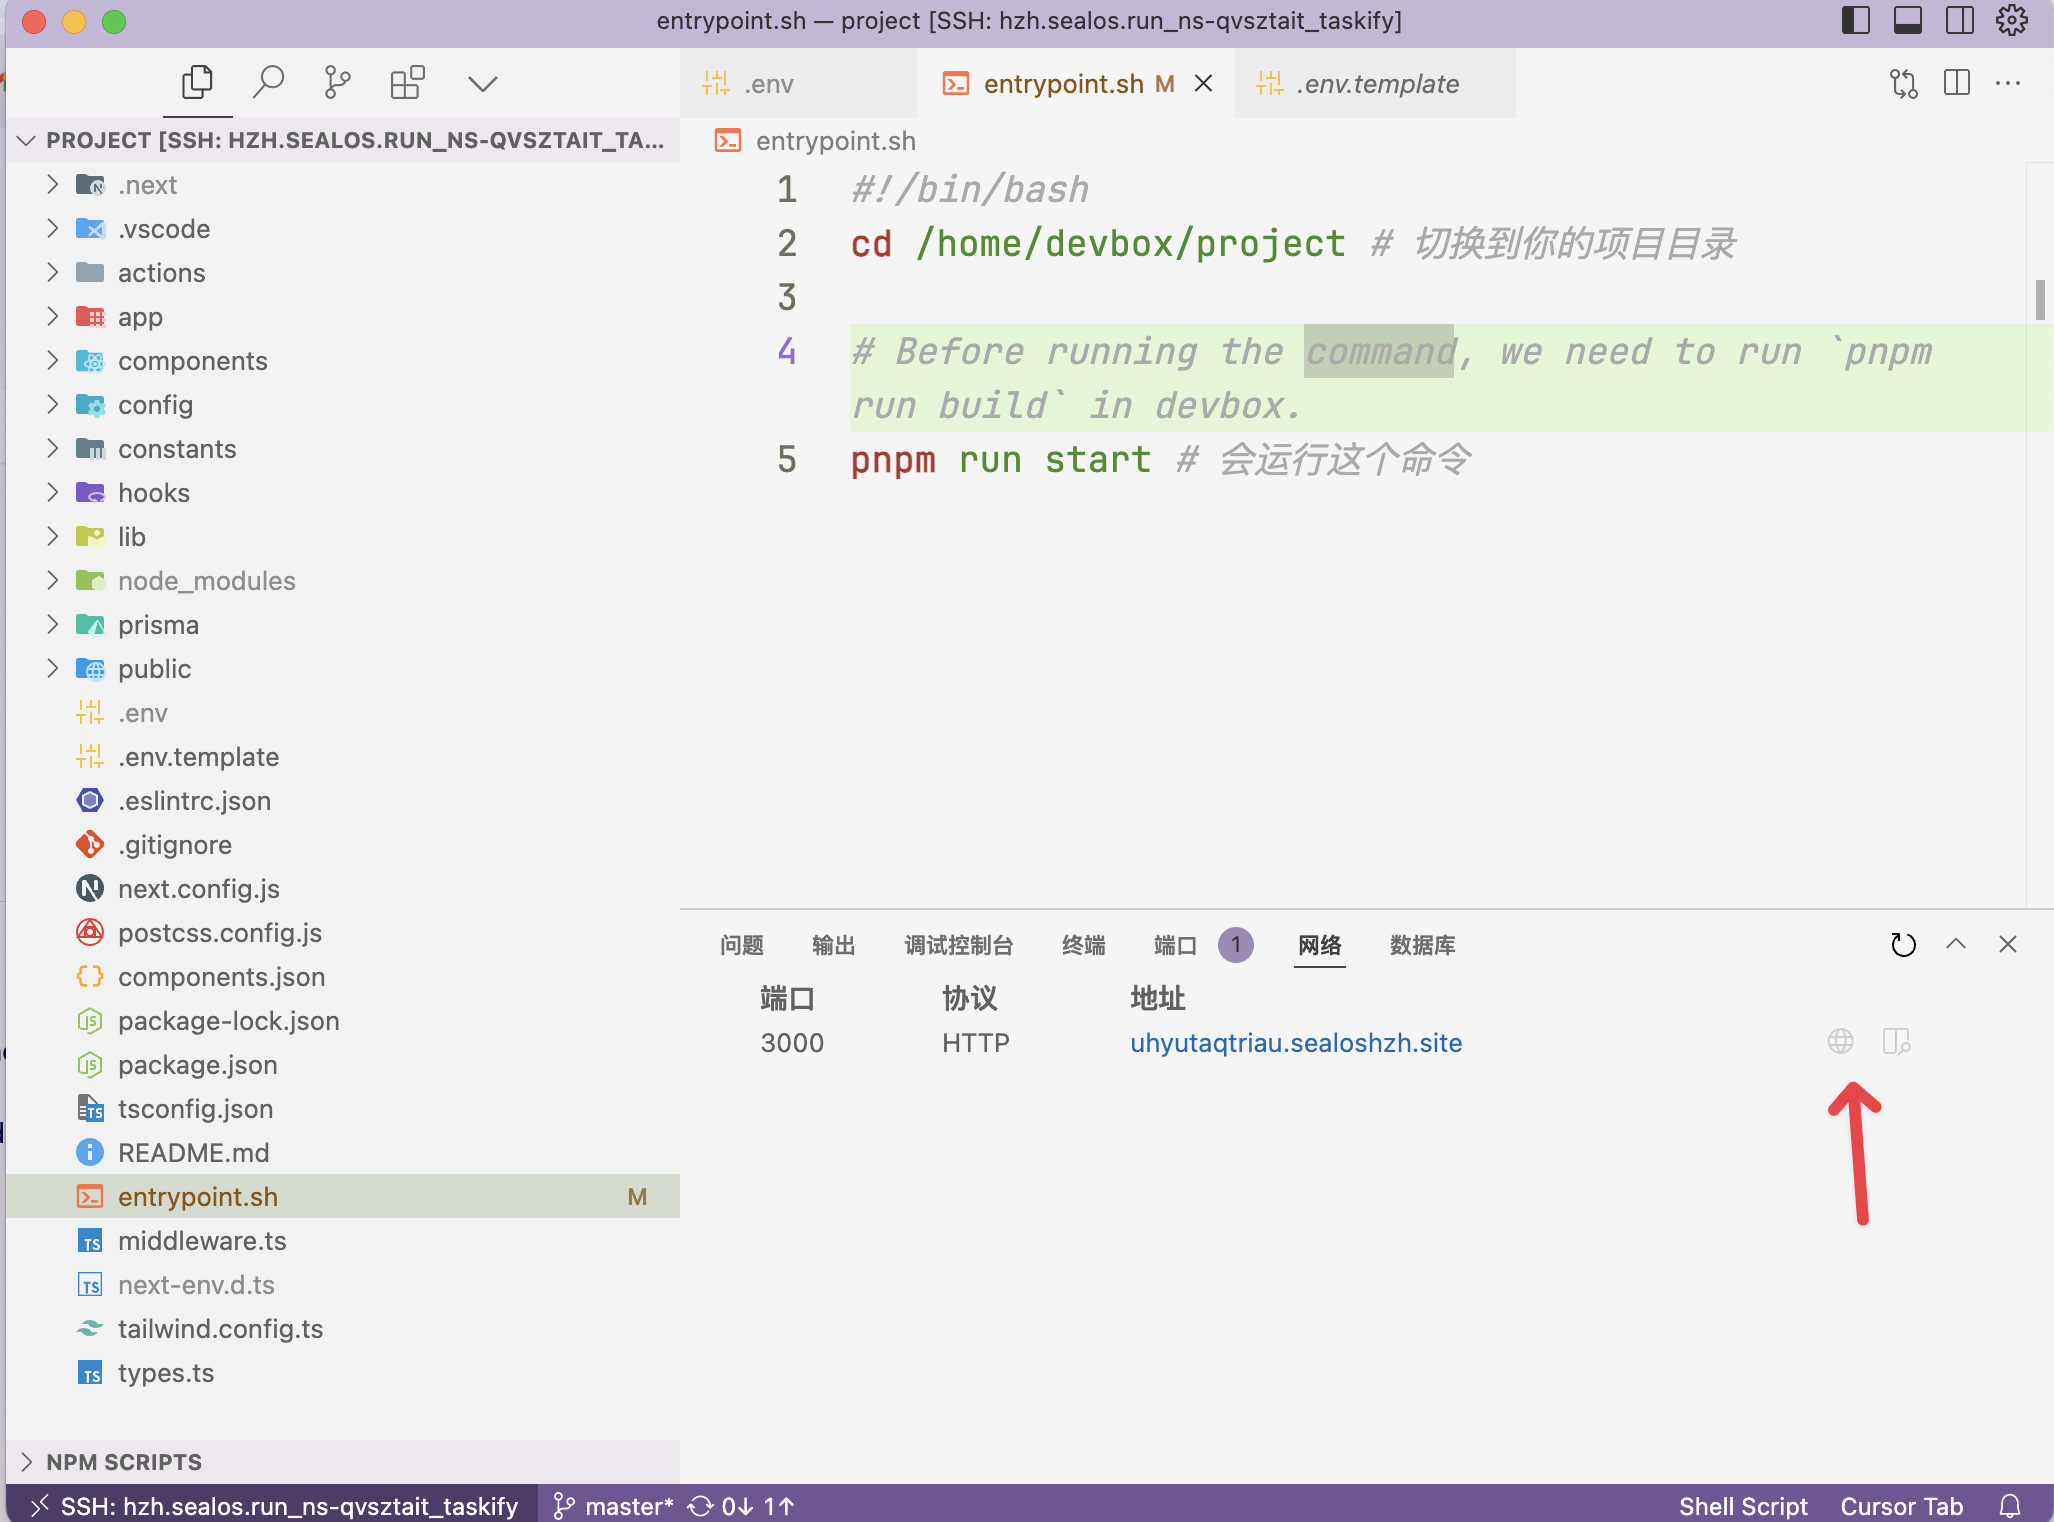 entrypoint.sh — project [SSH: hzh.sealos.run_ns-qvsztait_taskify]
.env
entrypoint.sh M
.env.template
PROJECT [SSH: HZH.SEALOS.RUN_NS-QVSZTAIT_TA...
.next
.vscode
actions
app
components
config
constants
hooks
lib
node_modules
prisma
public
.env
.env.template
.eslintrc.json
.gitignore
next.config.js
postcss.config.js
components.json
package-lock.json
package.json
tsconfig.json
README.md
entrypoint.sh M
middleware.ts
next-env.d.ts
tailwind.config.ts
types.ts
NPM SCRIPTS
entrypoint.sh
1 #!/bin/bash
2 cd /home/devbox/project # 切换到你的项目目录
3
4 # Before running the command, we need to run `pnpm
run build` in devbox.
5 pnpm run start # 会运行这个命令
问题 输出 调试控制台 终端 端口 1 网络 数据库
端口 协议 地址
3000 HTTP uhyutaqtriau.sealoshzh.site
SSH: hzh.sealos.run_ns-qvsztait_taskify master* 0↓ 1↑ Shell Script Cursor Tab